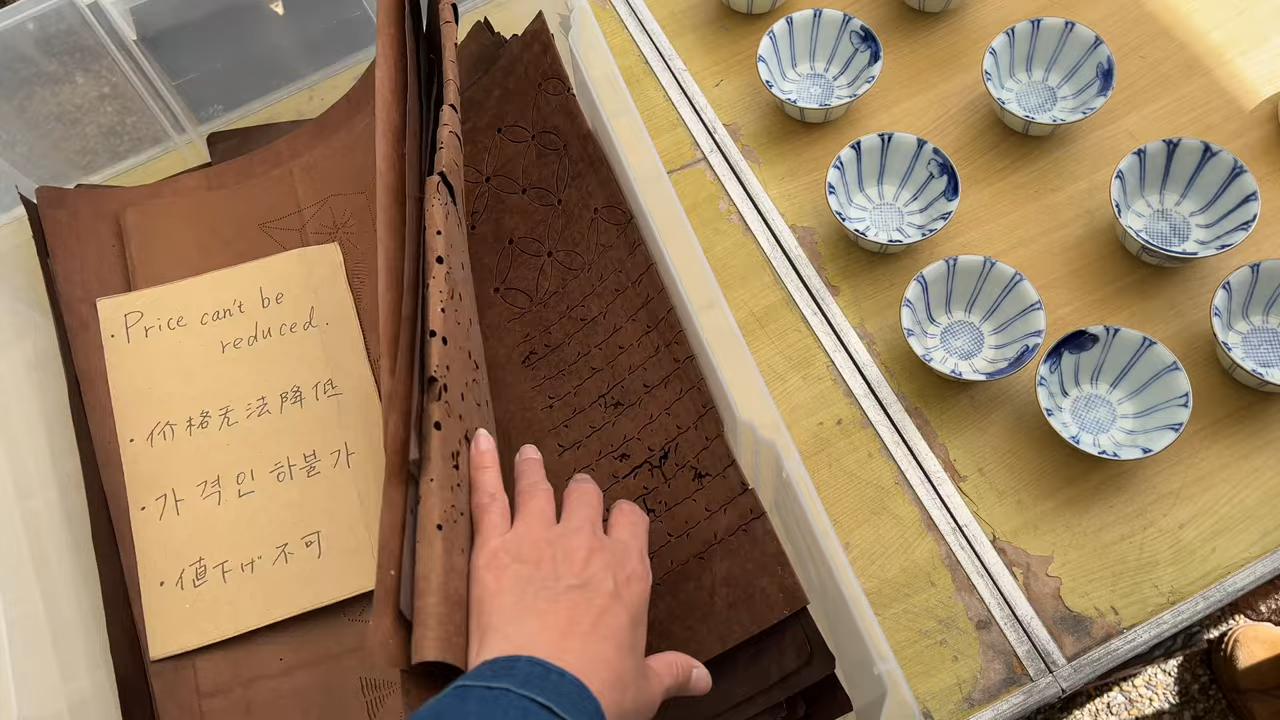 · Price can't be
reduced.
· 价格无法降低
· 가격인하불가
· 値下げ不可